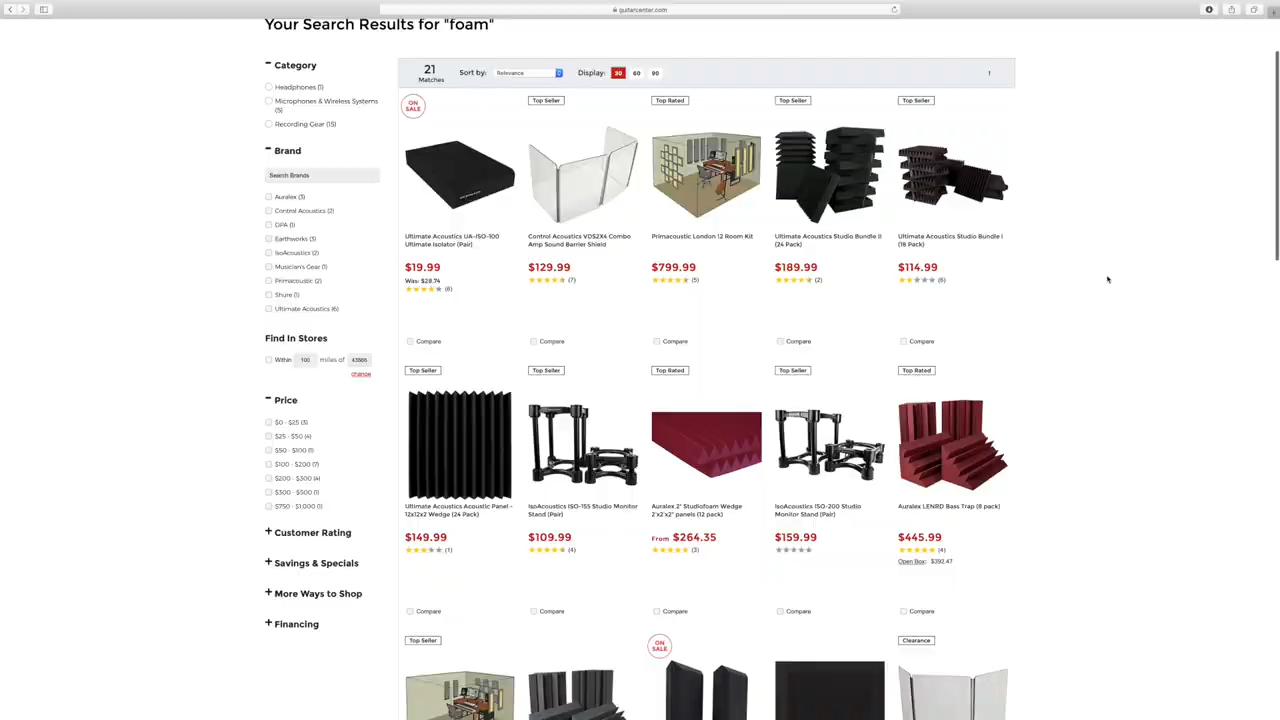 guitarcenter.com
Your Search Results for "foam"
Category
Headphones (1)
Microphones & Wireless Systems
(5)
Recording Gear (15)
Brand
Search Brands
Auralex (3)
Control Acoustics (2)
DPA (1)
Earthworks (3)
IsoAcoustics (2)
Musician's Gear (1)
Primacoustic (2)
Shure (1)
Ultimate Acoustics (6)
Find In Stores
Within 100 miles of 43865
change
Price
$0 - $25 (3)
$25 - $50 (4)
$50 - $100 (1)
$100 - $200 (7)
$200 - $300 (4)
$300 - $500 (1)
$750 - $1,000 (1)
Customer Rating
Savings & Specials
More Ways to Shop
Financing
21
Matches
Sort by: Relevance Display: 30 60 90 1
ON
SALE
Top Seller Top Rated Top Seller Top Seller
Ultimate Acoustics UA-ISO-100
Ultimate Isolator (Pair)
$19.99
Was: $28.74
(6)
Compare
Control Acoustics VDS2X4 Combo
Amp Sound Barrier Shield
$129.99
(7)
Compare
Primacoustic London 12 Room Kit
$799.99
(5)
Compare
Ultimate Acoustics Studio Bundle II
(24 Pack)
$189.99
(2)
Compare
Ultimate Acoustics Studio Bundle I
(18 Pack)
$114.99
(6)
Compare
Top Seller Top Seller Top Rated Top Seller Top Rated
Ultimate Acoustics Acoustic Panel -
12x12x2 Wedge (24 Pack)
$149.99
(1)
Compare
IsoAcoustics ISO-155 Studio Monitor
Stand (Pair)
$109.99
(4)
Compare
Auralex 2" Studiofoam Wedge
2'x2'x2" panels (12 pack)
From $264.35
(3)
Compare
IsoAcoustics ISO-200 Studio
Monitor Stand (Pair)
$159.99
Compare
Auralex LENRD Bass Trap (8 pack)
$445.99
(4)
Open Box: $392.47
Compare
Top Seller
ON
SALE
Clearance